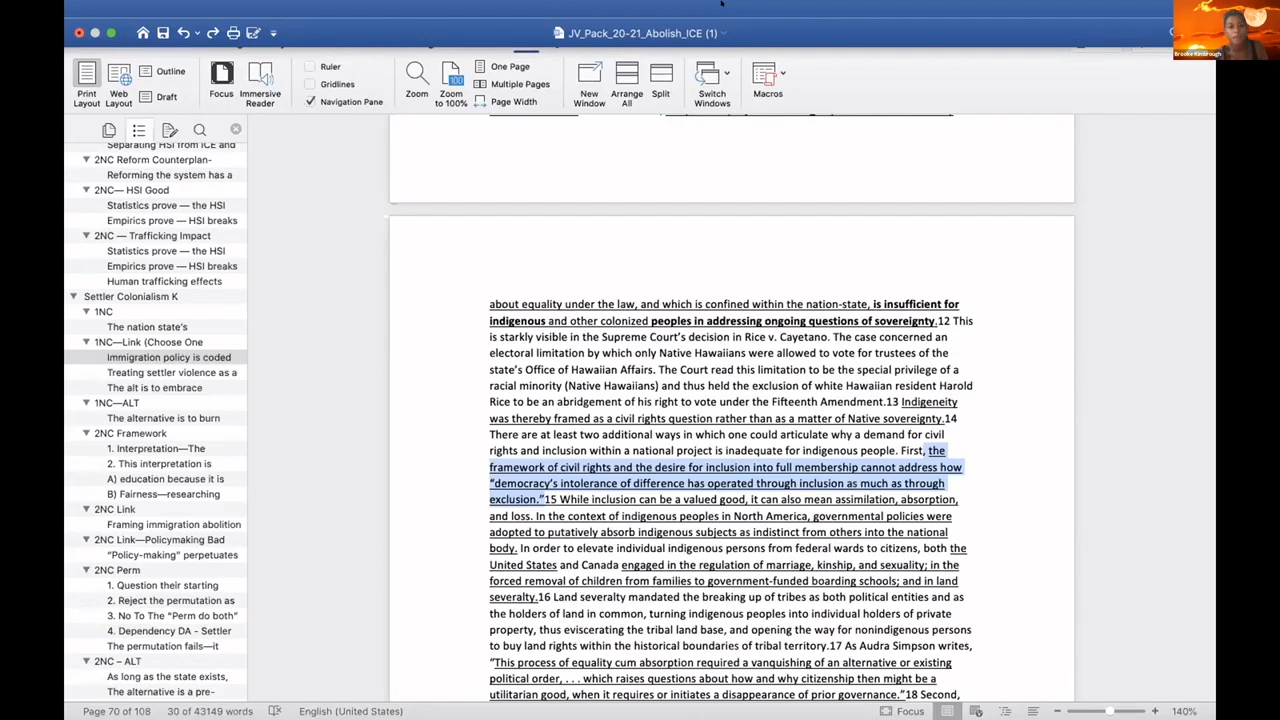 JV_Pack_20-21_Abolish_ICE (1)
Brooke Kimbrough
Print Layout
Web Layout
Outline
Draft
Focus
Immersive Reader
Ruler
Gridlines
Navigation Pane
Zoom
Zoom to 100%
One Page
Multiple Pages
Page Width
New Window
Arrange All
Split
Switch Windows
Macros
Separating HSI from ICE and
2NC Reform Counterplan-
Reforming the system has a
2NC— HSI Good
Statistics prove — the HSI
Empirics prove — HSI breaks
2NC — Trafficking Impact
Statistics prove — the HSI
Empirics prove — HSI breaks
Human trafficking effects
Settler Colonialism K
1NC
The nation state's
1NC—Link (Choose One
Immigration policy is coded
Treating settler violence as a
The alt is to embrace
1NC—ALT
The alternative is to burn
2NC Framework
1. Interpretation—The
2. This interpretation is
A) education because it is
B) Fairness—researching
2NC Link
Framing immigration abolition
2NC Link—Policymaking Bad
"Policy-making" perpetuates
2NC Perm
1. Question their starting
2. Reject the permutation as
3. No To The "Perm do both"
4. Dependency DA - Settler
The permutation fails—it
2NC – ALT
As long as the state exists,
The alternative is a pre-
about equality under the law, and which is confined within the nation-state, is insufficient for
indigenous and other colonized peoples in addressing ongoing questions of sovereignty.12 This
is starkly visible in the Supreme Court's decision in Rice v. Cayetano. The case concerned an
electoral limitation by which only Native Hawaiians were allowed to vote for trustees of the
state's Office of Hawaiian Affairs. The Court read this limitation to be the special privilege of a
racial minority (Native Hawaiians) and thus held the exclusion of white Hawaiian resident Harold
Rice to be an abridgement of his right to vote under the Fifteenth Amendment.13 Indigeneity
was thereby framed as a civil rights question rather than as a matter of Native sovereignty.14
There are at least two additional ways in which one could articulate why a demand for civil
rights and inclusion within a national project is inadequate for indigenous people. First, the
framework of civil rights and the desire for inclusion into full membership cannot address how
“democracy's intolerance of difference has operated through inclusion as much as through
exclusion.”15 While inclusion can be a valued good, it can also mean assimilation, absorption,
and loss. In the context of indigenous peoples in North America, governmental policies were
adopted to putatively absorb indigenous subjects as indistinct from others into the national
body. In order to elevate individual indigenous persons from federal wards to citizens, both the
United States and Canada engaged in the regulation of marriage, kinship, and sexuality; in the
forced removal of children from families to government-funded boarding schools; and in land
severalty.16 Land severalty mandated the breaking up of tribes as both political entities and as
the holders of land in common, turning indigenous peoples into individual holders of private
property, thus eviscerating the tribal land base, and opening the way for nonindigenous persons
to buy land rights within the historical boundaries of tribal territory.17 As Audra Simpson writes,
“This process of equality cum absorption required a vanquishing of an alternative or existing
political order, . . . which raises questions about how and why citizenship then might be a
utilitarian good, when it requires or initiates a disappearance of prior governance.”18 Second,
Page 70 of 108
30 of 43149 words
English (United States)
Focus
140%